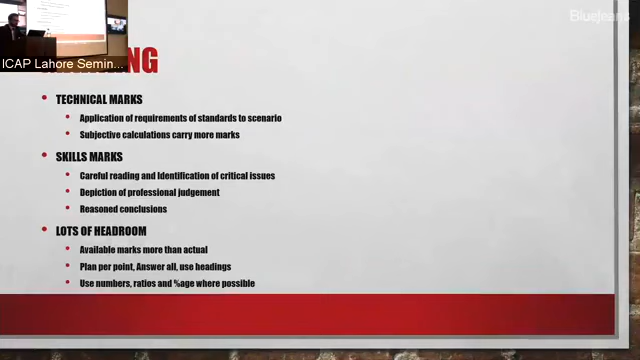 BlueJeans
ICAP Lahore Semin...
NG
TECHNICAL MARKS
Application of requirements of standards to scenario
Subjective calculations carry more marks
SKILLS MARKS
Careful reading and Identification of critical issues
Depiction of professional judgement
Reasoned conclusions
LOTS OF HEADROOM
Available marks more than actual
Plan per point, Answer all, use headings
Use numbers, ratios and %age where possible